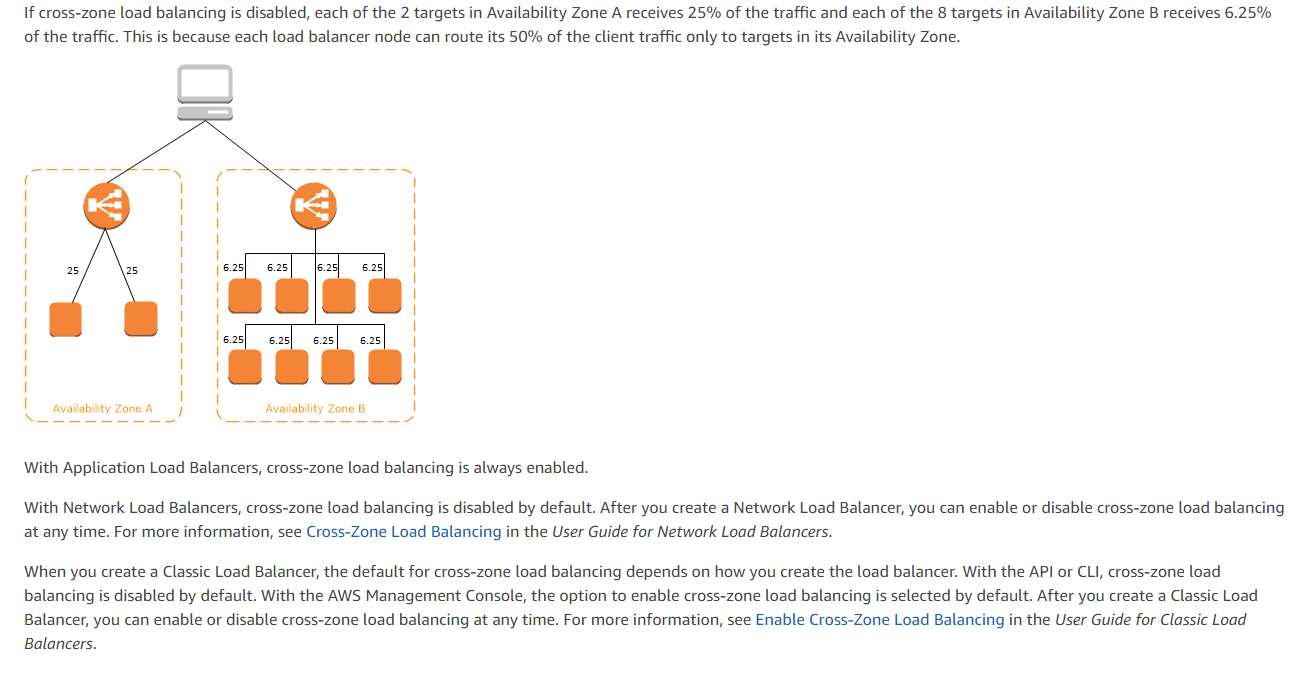 If cross-zone load balancing is disabled, each of the 2 targets in Availability Zone A receives 25% of the traffic and each of the 8 targets in Availability Zone B receives 6.25%
of the traffic. This is because each load balancer node can route its 50% of the client traffic only to targets in its Availability Zone.
25 25
6.25 6.25 6.25 6.25
6.25 6.25 6.25 6.25
Availability Zone A
Availability Zone B
With Application Load Balancers, cross-zone load balancing is always enabled.
With Network Load Balancers, cross-zone load balancing is disabled by default. After you create a Network Load Balancer, you can enable or disable cross-zone load balancing
at any time. For more information, see Cross-Zone Load Balancing in the User Guide for Network Load Balancers.
When you create a Classic Load Balancer, the default for cross-zone load balancing depends on how you create the load balancer. With the API or CLI, cross-zone load
balancing is disabled by default. With the AWS Management Console, the option to enable cross-zone load balancing is selected by default. After you create a Classic Load
Balancer, you can enable or disable cross-zone load balancing at any time. For more information, see Enable Cross-Zone Load Balancing in the User Guide for Classic Load
Balancers.